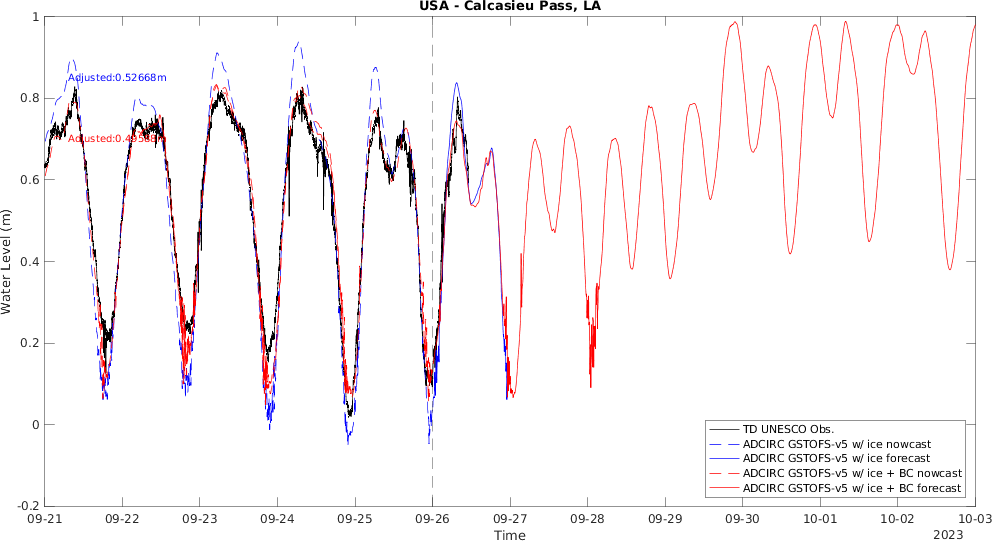 USA - Calcasieu Pass, LA
1
0.8
0.6
0.4
0.2
0
-0.2
Water Level (m)
Adjusted:0.52668m
TD UNESCO Obs.
ADCIRC GSTOFS-v5 w/ ice nowcast
ADCIRC GSTOFS-v5 w/ ice forecast
ADCIRC GSTOFS-v5 w/ ice + BC nowcast
ADCIRC GSTOFS-v5 w/ ice + BC forecast
09-21
09-22
09-23
09-24
09-25
09-26
09-27
09-28
09-29
09-30
10-01
10-02
10-03
Time
2023